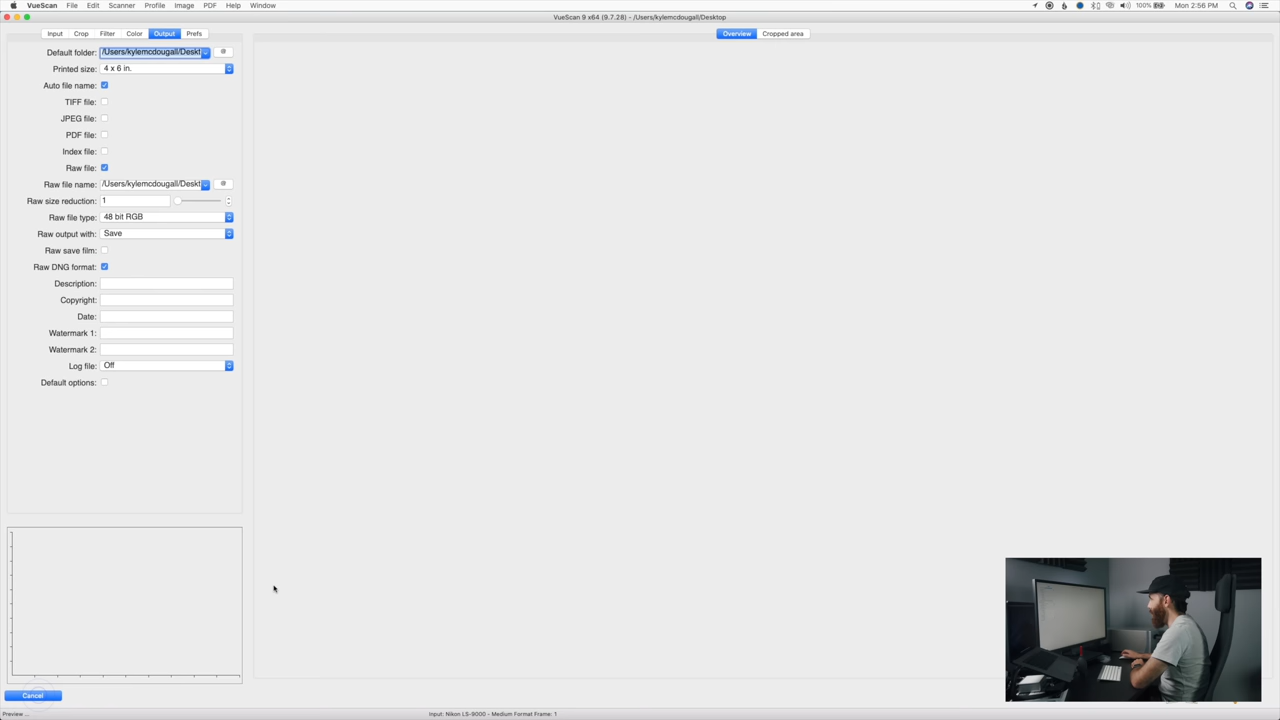 VueScan File Edit Scanner Profile Image PDF Help Window 100% Mon 2:56 PM
VueScan 9 x64 (9.7.28) - /Users/kylemcdougall/Desktop
Input Crop Filter Color Output Prefs Overview Cropped area
Default folder: /Users/kylemcdougall/Deskt @
Printed size: 4 x 6 in.
Auto file name:
TIFF file:
JPEG file:
PDF file:
Index file:
Raw file:
Raw file name: /Users/kylemcdougall/Deskt @
Raw size reduction: 1
Raw file type: 48 bit RGB
Raw output with: Save
Raw save film:
Raw DNG format:
Description:
Copyright:
Date:
Watermark 1:
Watermark 2:
Log file: Off
Default options:
Cancel
Preview ... Input: Nikon LS-9000 - Medium Format Frame: 1